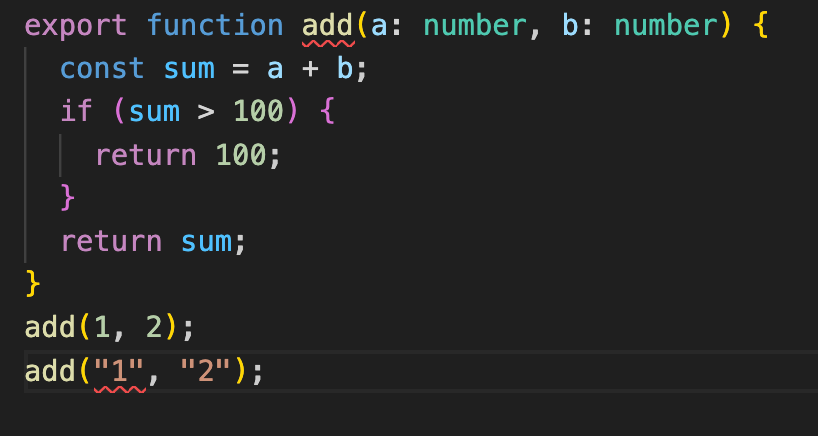 export function add(a: number, b: number) {
const sum = a + b;
if (sum > 100) {
return 100;
}
return sum;
}
add(1, 2);
add("1", "2");